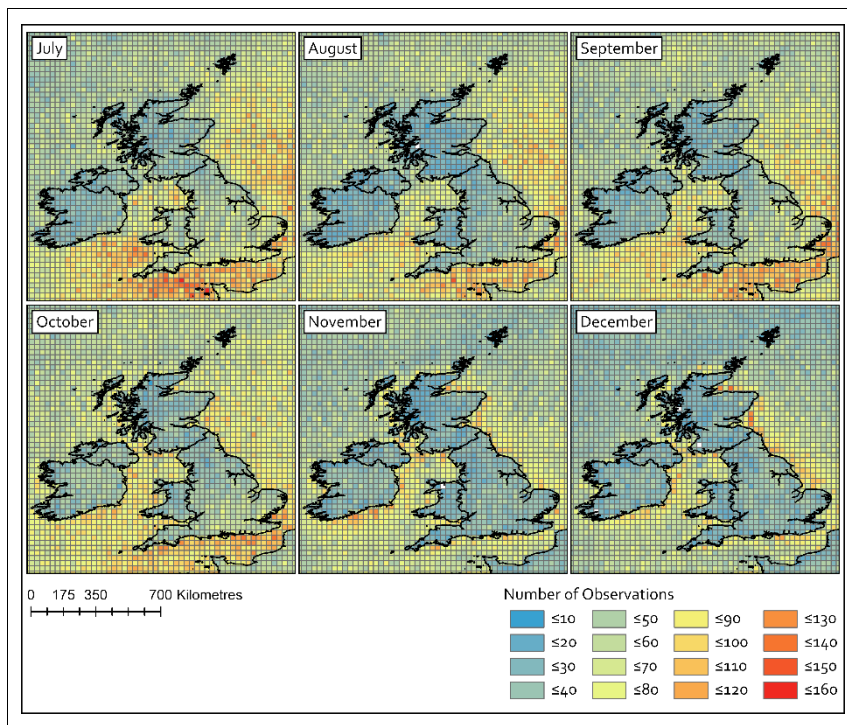 July
August
September
October
November
December
0 175 350 700 Kilometres
Number of Observations
≤10 ≤50 ≤90 ≤130
≤20 ≤60 ≤100 ≤140
≤30 ≤70 ≤110 ≤150
≤40 ≤80 ≤120 ≤160